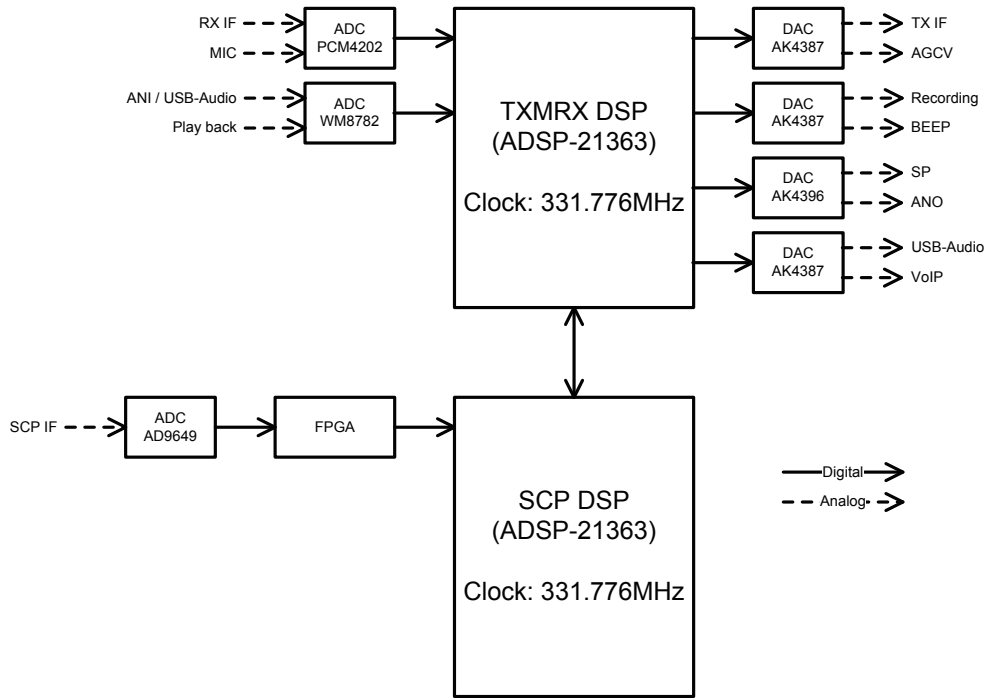 RX IF
MIC
ADC
PCM4202
ANI / USB-Audio
Play back
ADC
WM8782
TXMRX DSP
(ADSP-21363)
Clock: 331.776MHz
DAC
AK4387
TX IF
AGCV
DAC
AK4387
Recording
BEEP
DAC
AK4396
SP
ANO
DAC
AK4387
USB-Audio
VoIP
SCP IF
ADC
AD9649
FPGA
SCP DSP
(ADSP-21363)
Clock: 331.776MHz
Digital
Analog